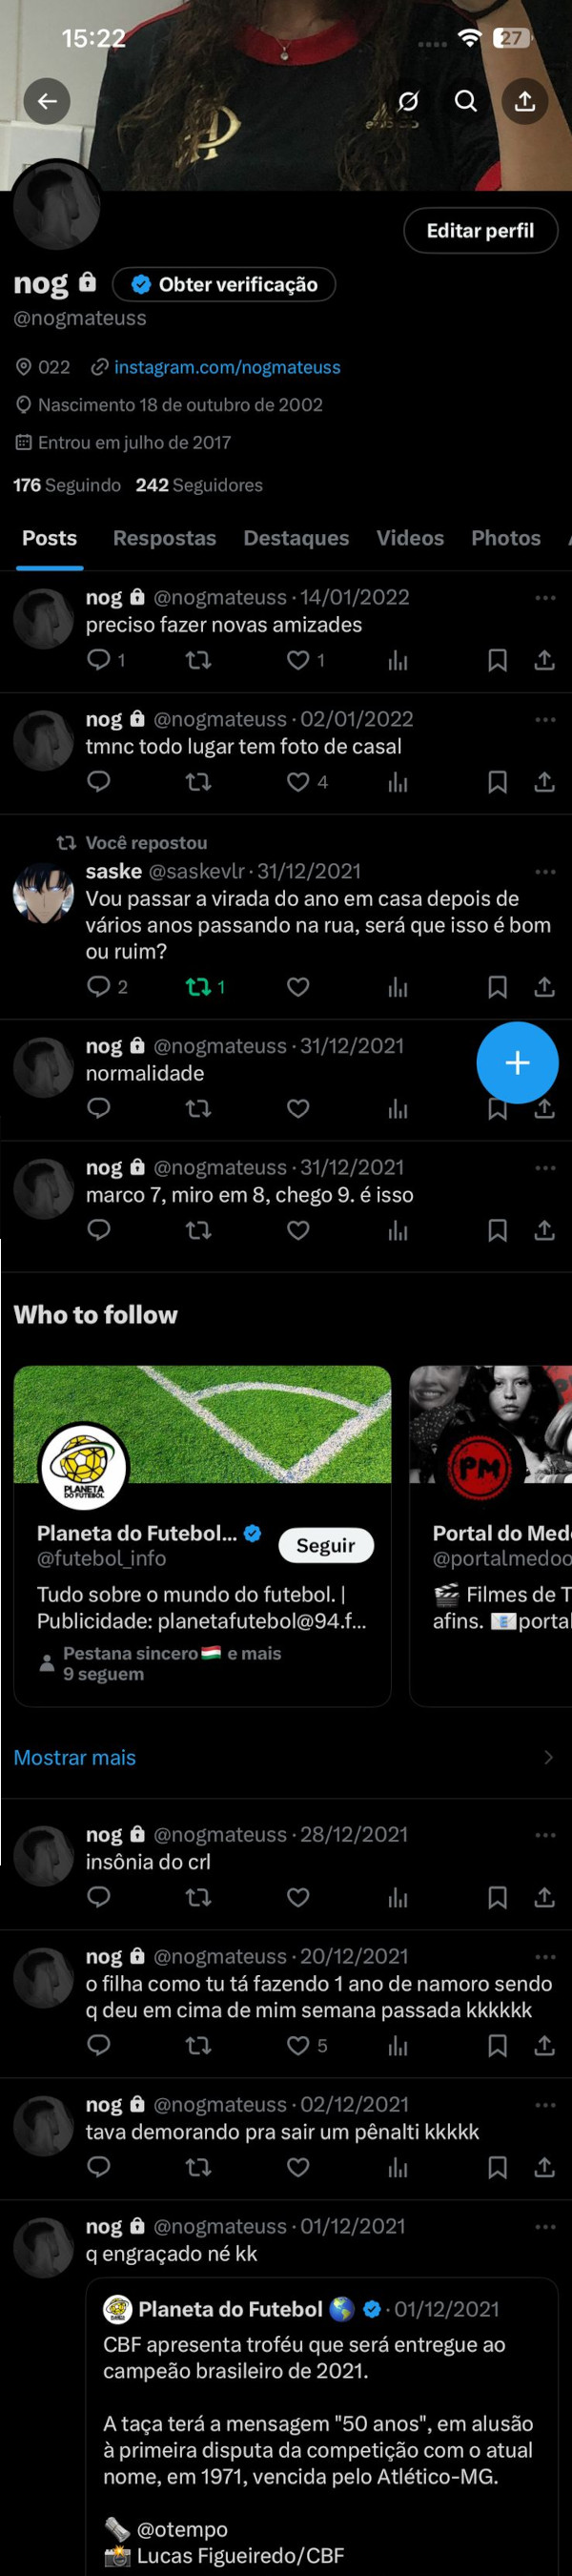 15:22
27
Editar perfil
nog
Obter verificação
@nogmateuss
022 instagram.com/nogmateuss
Nascimento 18 de outubro de 2002
Entrou em julho de 2017
176 Seguindo 242 Seguidores
Posts Respostas Destaques Videos Photos
nog @nogmateuss · 14/01/2022
preciso fazer novas amizades
1 1
nog @nogmateuss · 02/01/2022
tmnc todo lugar tem foto de casal
4
Você repostou
saske @saskevlr · 31/12/2021
Vou passar a virada do ano em casa depois de
vários anos passando na rua, será que isso é bom
ou ruim?
2 1
nog @nogmateuss · 31/12/2021
normalidade
nog @nogmateuss · 31/12/2021
marco 7, miro em 8, chego 9. é isso
Who to follow
PLANETA
DO FUTEBOL
PM
Planeta do Futebol...
Seguir
@futebol_info
Tudo sobre o mundo do futebol. |
Publicidade: planetafutebol@94.f...
Pestana sincero🇭🇺 e mais
9 seguem
Portal do Med
@portalmedoo
🎬 Filmes de T
afins. 📧portal
Mostrar mais
nog @nogmateuss · 28/12/2021
insônia do crl
nog @nogmateuss · 20/12/2021
o filha como tu tá fazendo 1 ano de namoro sendo
q deu em cima de mim semana passada kkkkkk
5
nog @nogmateuss · 02/12/2021
tava demorando pra sair um pênalti kkkkk
nog @nogmateuss · 01/12/2021
q engraçado né kk
Planeta do Futebol 🌎 · 01/12/2021
CBF apresenta troféu que será entregue ao
campeão brasileiro de 2021.
A taça terá a mensagem "50 anos", em alusão
à primeira disputa da competição com o atual
nome, em 1971, vencida pelo Atlético-MG.
🗞 @otempo
📸 Lucas Figueiredo/CBF